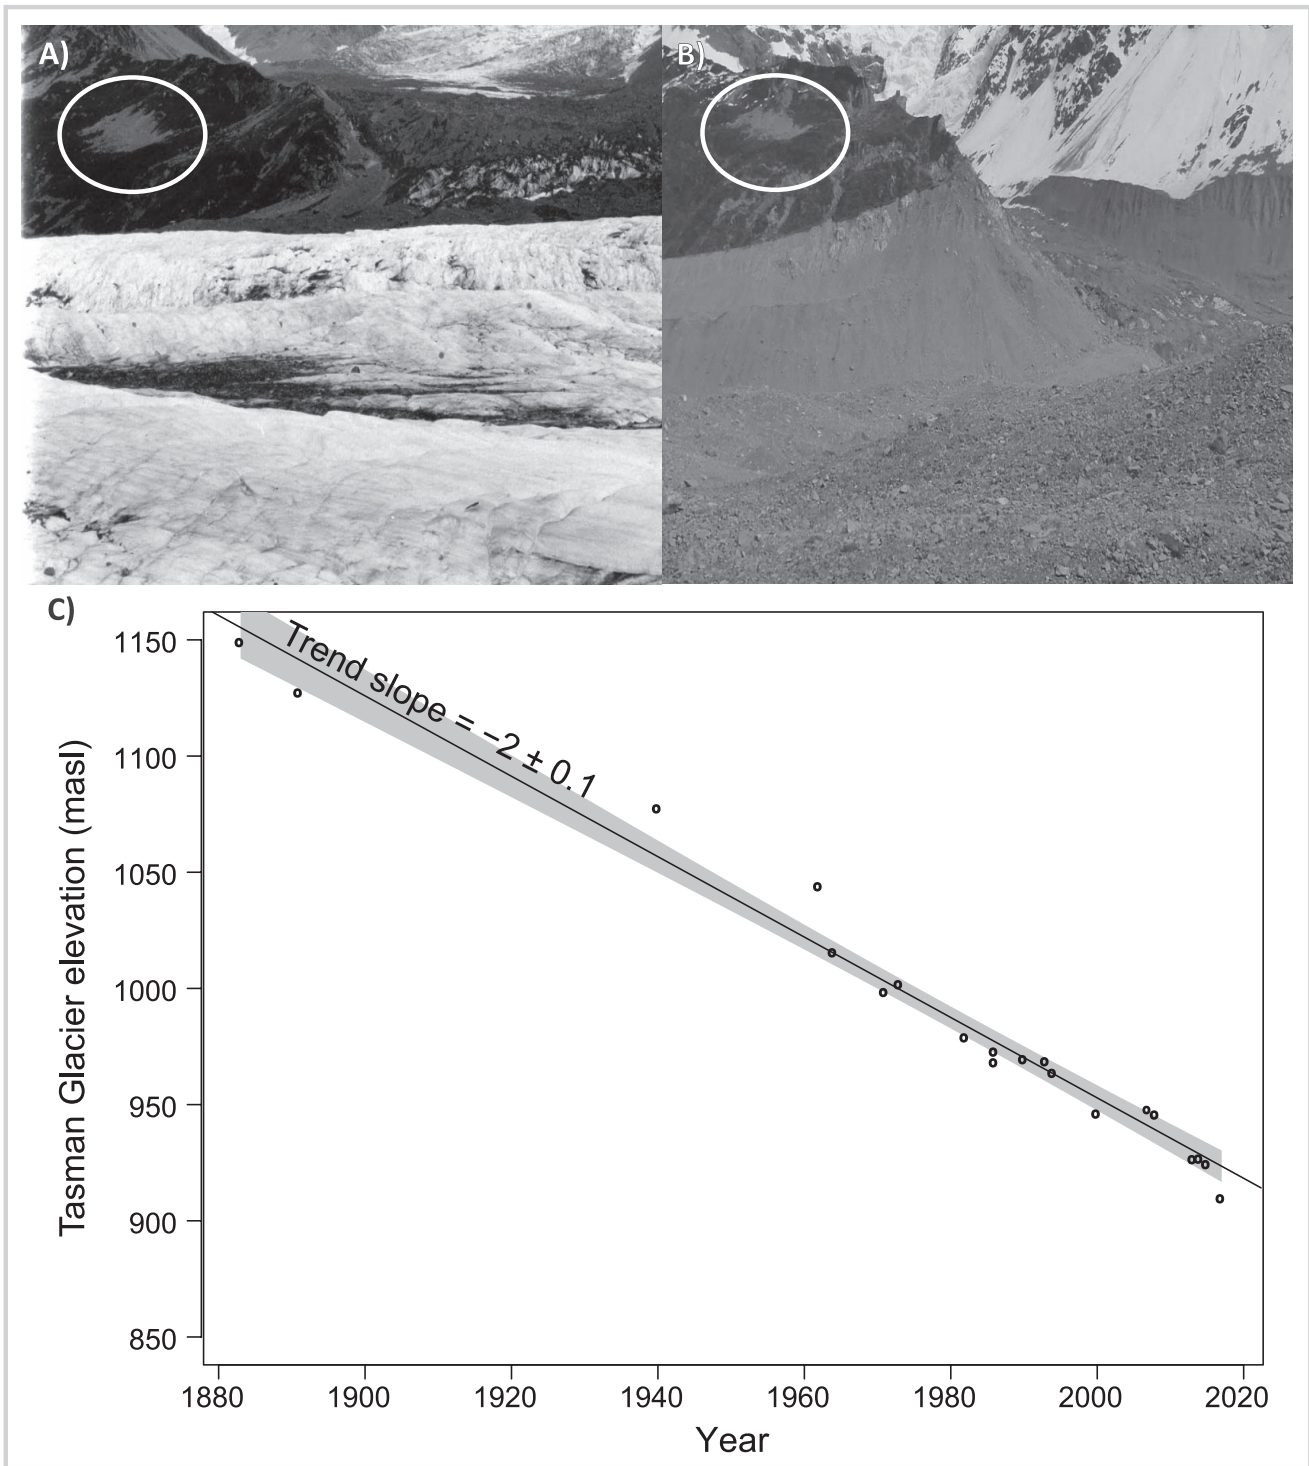 A)
B)
C)
Trend slope = −2 ± 0.1
Tasman Glacier elevation (masl)
1150
1100
1050
1000
950
900
850
1880 1900 1920 1940 1960 1980 2000 2020
Year